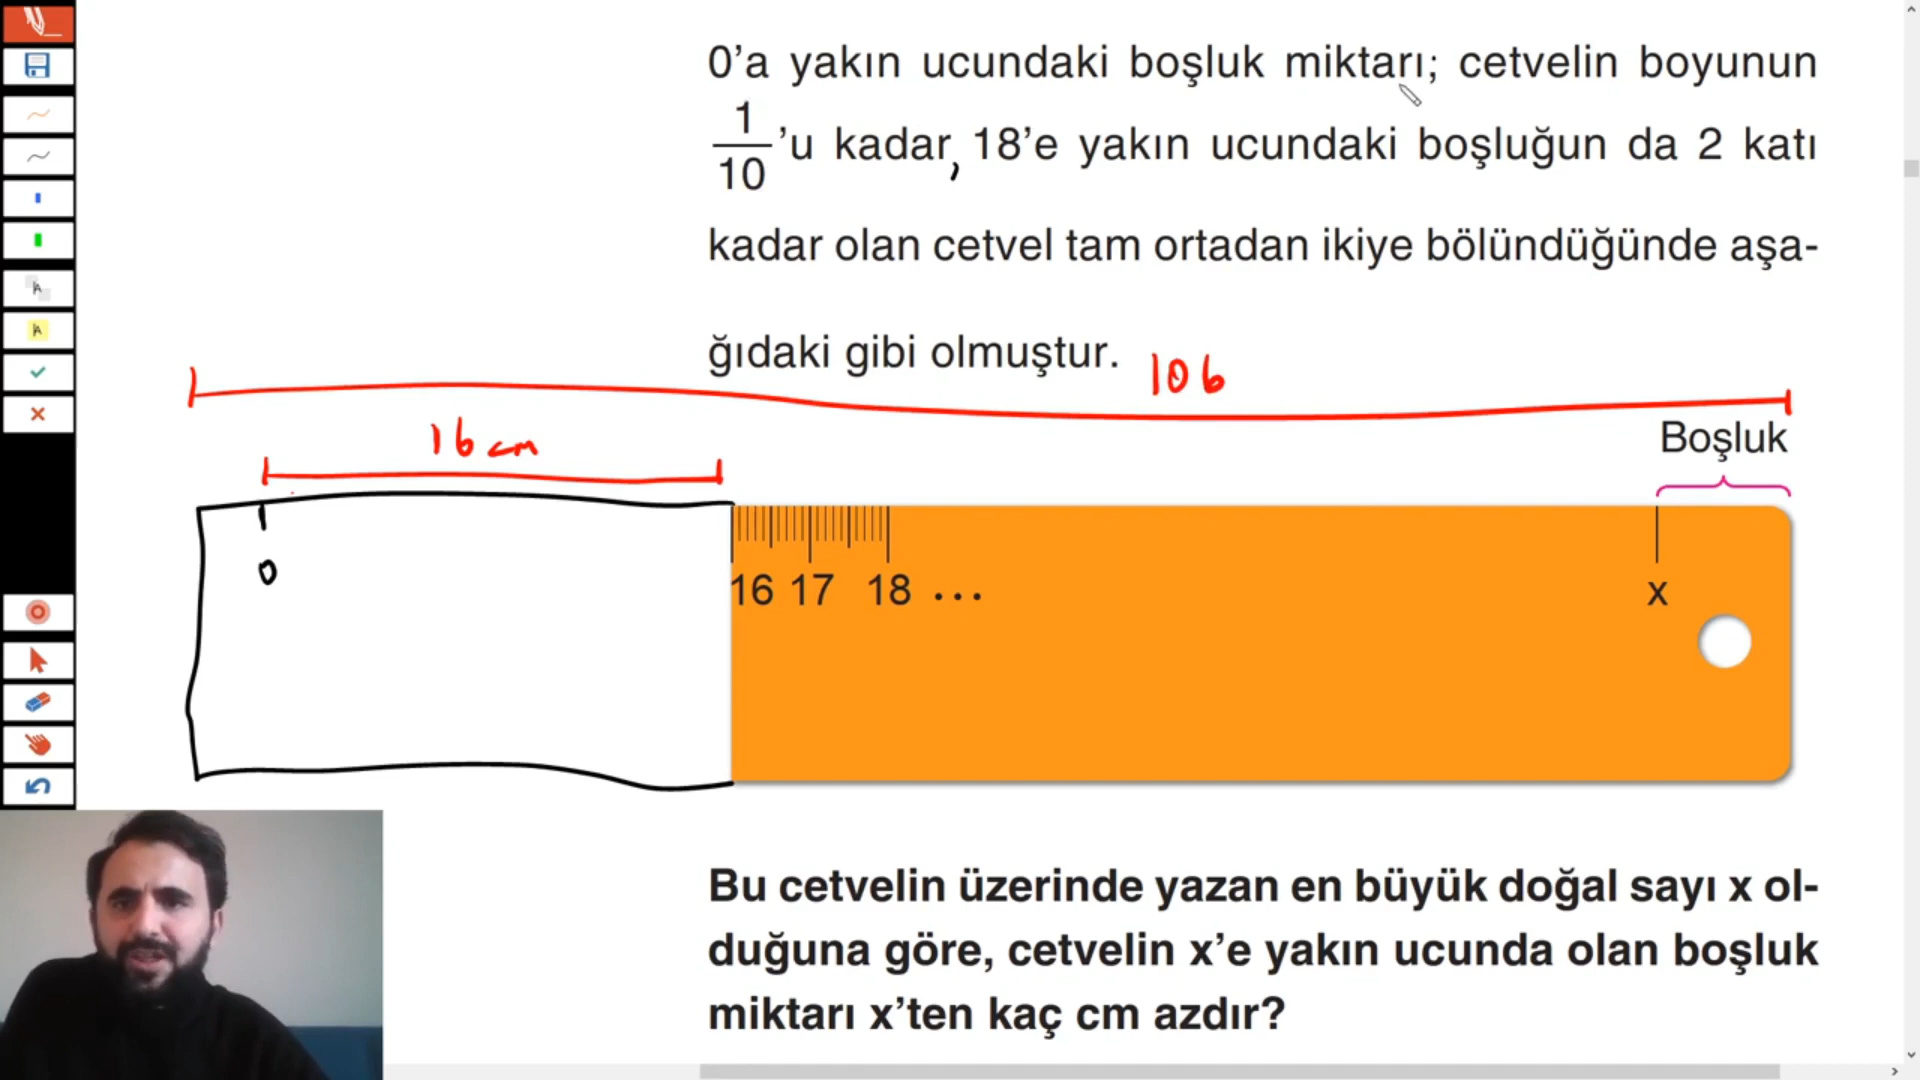 0’a yakın ucundaki boşluk miktarı; cetvelin boyunun
1/10 ’u kadar, 18’e yakın ucundaki boşluğun da 2 katı
kadar olan cetvel tam ortadan ikiye bölündüğünde aşa-
ğıdaki gibi olmuştur.
10b
16 cm
Boşluk
0
16 17 18 ... x
Bu cetvelin üzerinde yazan en büyük doğal sayı x ol-
duğuna göre, cetvelin x’e yakın ucunda olan boşluk
miktarı x’ten kaç cm azdır?